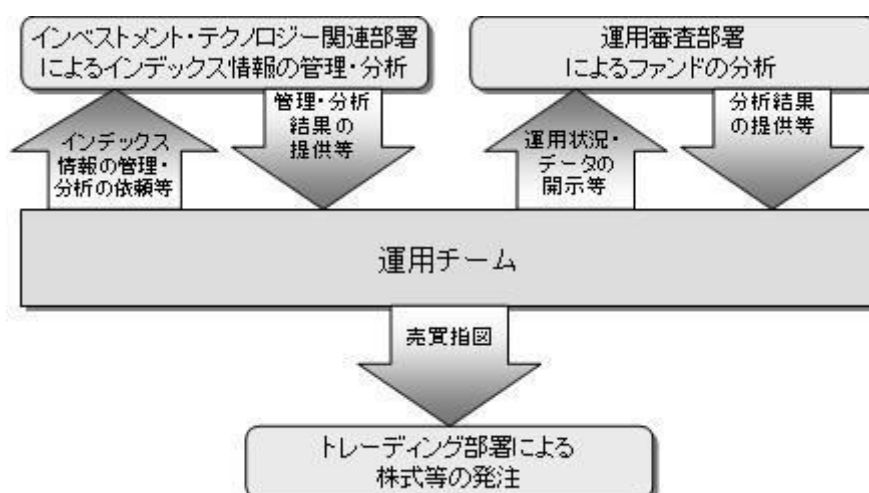 インベストメント・テクノロジー関連部署
によるインデックス情報の管理・分析
運用審査部署
によるファンドの分析
インデックス
情報の管理・
分析の依頼等
管理・分析
結果の
提供等
運用状況・
データの
開示等
分析結果
の提供等
運用チーム
売買指図
トレーディング部署による
株式等の発注